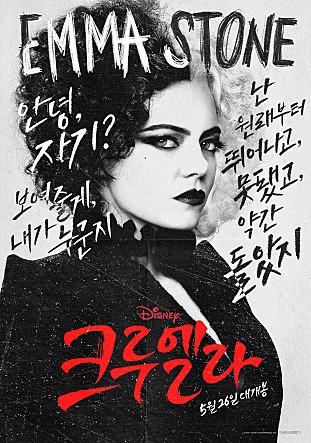 EMMA STONE
안녕,
자기?
보여줄게,
내가 누군지
난
원래부터
뛰어나고,
못됐고,
약간
돌았지
Disney
크루엘라
5월 26일 대개봉